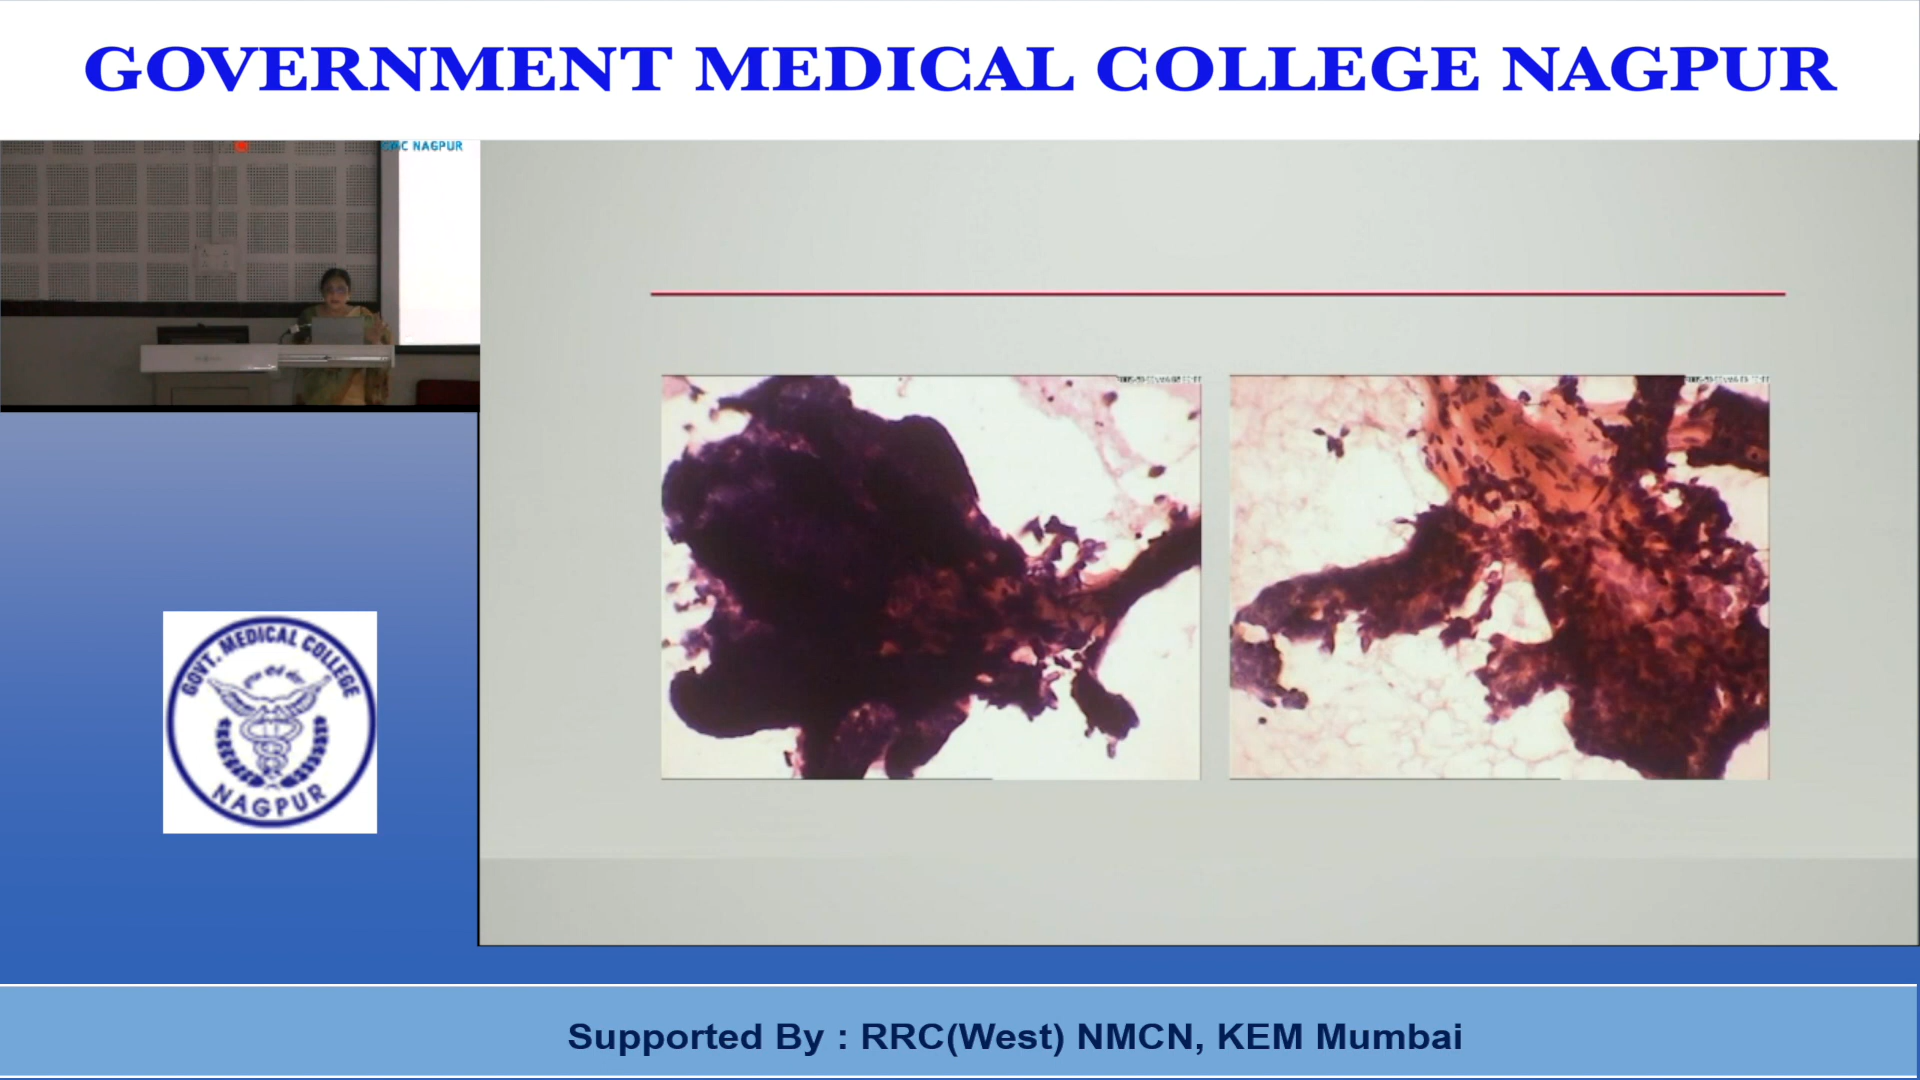 GOVERNMENT MEDICAL COLLEGE NAGPUR
NAGPUR
GOVT. MEDICAL COLLEGE
NAGPUR
Supported By : RRC(West) NMCN, KEM Mumbai